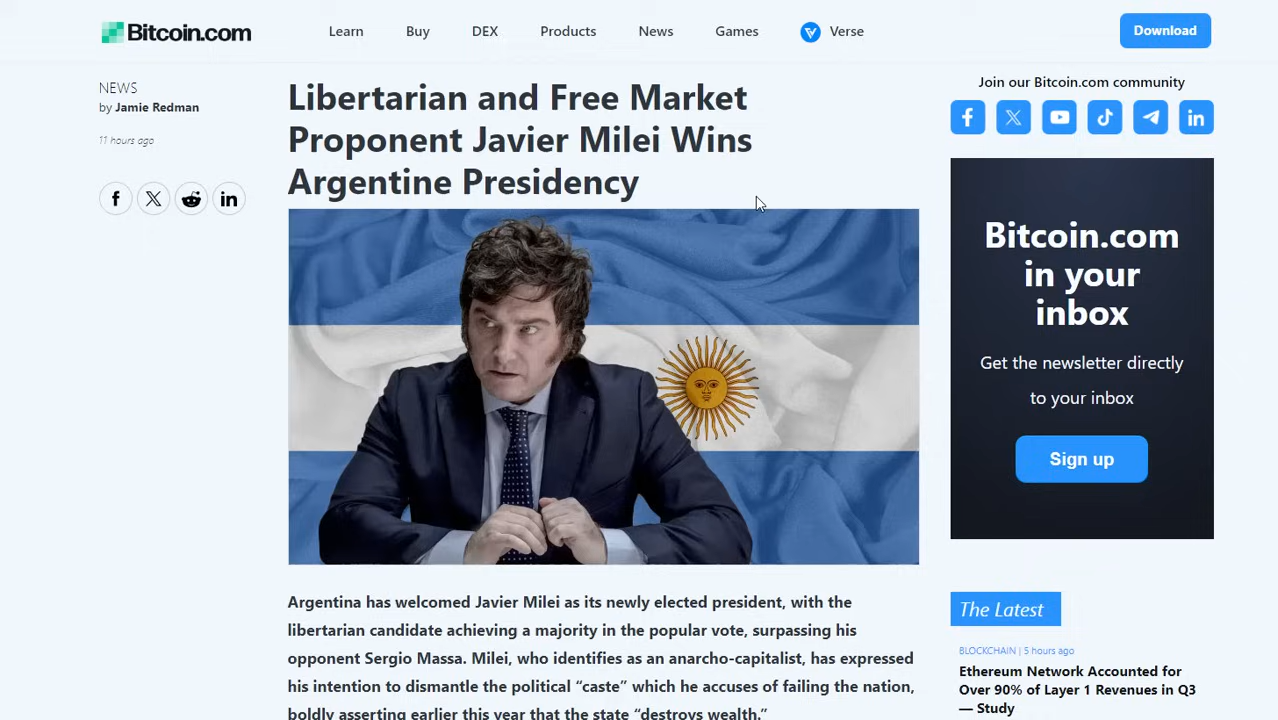 Bitcoin.com
Learn
Buy
DEX
Products
News
Games
Verse
Download
NEWS
by Jamie Redman
11 hours ago
Libertarian and Free Market
Proponent Javier Milei Wins
Argentine Presidency
Argentina has welcomed Javier Milei as its newly elected president, with the
libertarian candidate achieving a majority in the popular vote, surpassing his
opponent Sergio Massa. Milei, who identifies as an anarcho-capitalist, has expressed
his intention to dismantle the political “caste” which he accuses of failing the nation,
boldly asserting earlier this year that the state “destroys wealth.”
Join our Bitcoin.com community
Bitcoin.com
in your
inbox
Get the newsletter directly
to your inbox
Sign up
The Latest
BLOCKCHAIN | 5 hours ago
Ethereum Network Accounted for
Over 90% of Layer 1 Revenues in Q3
— Study